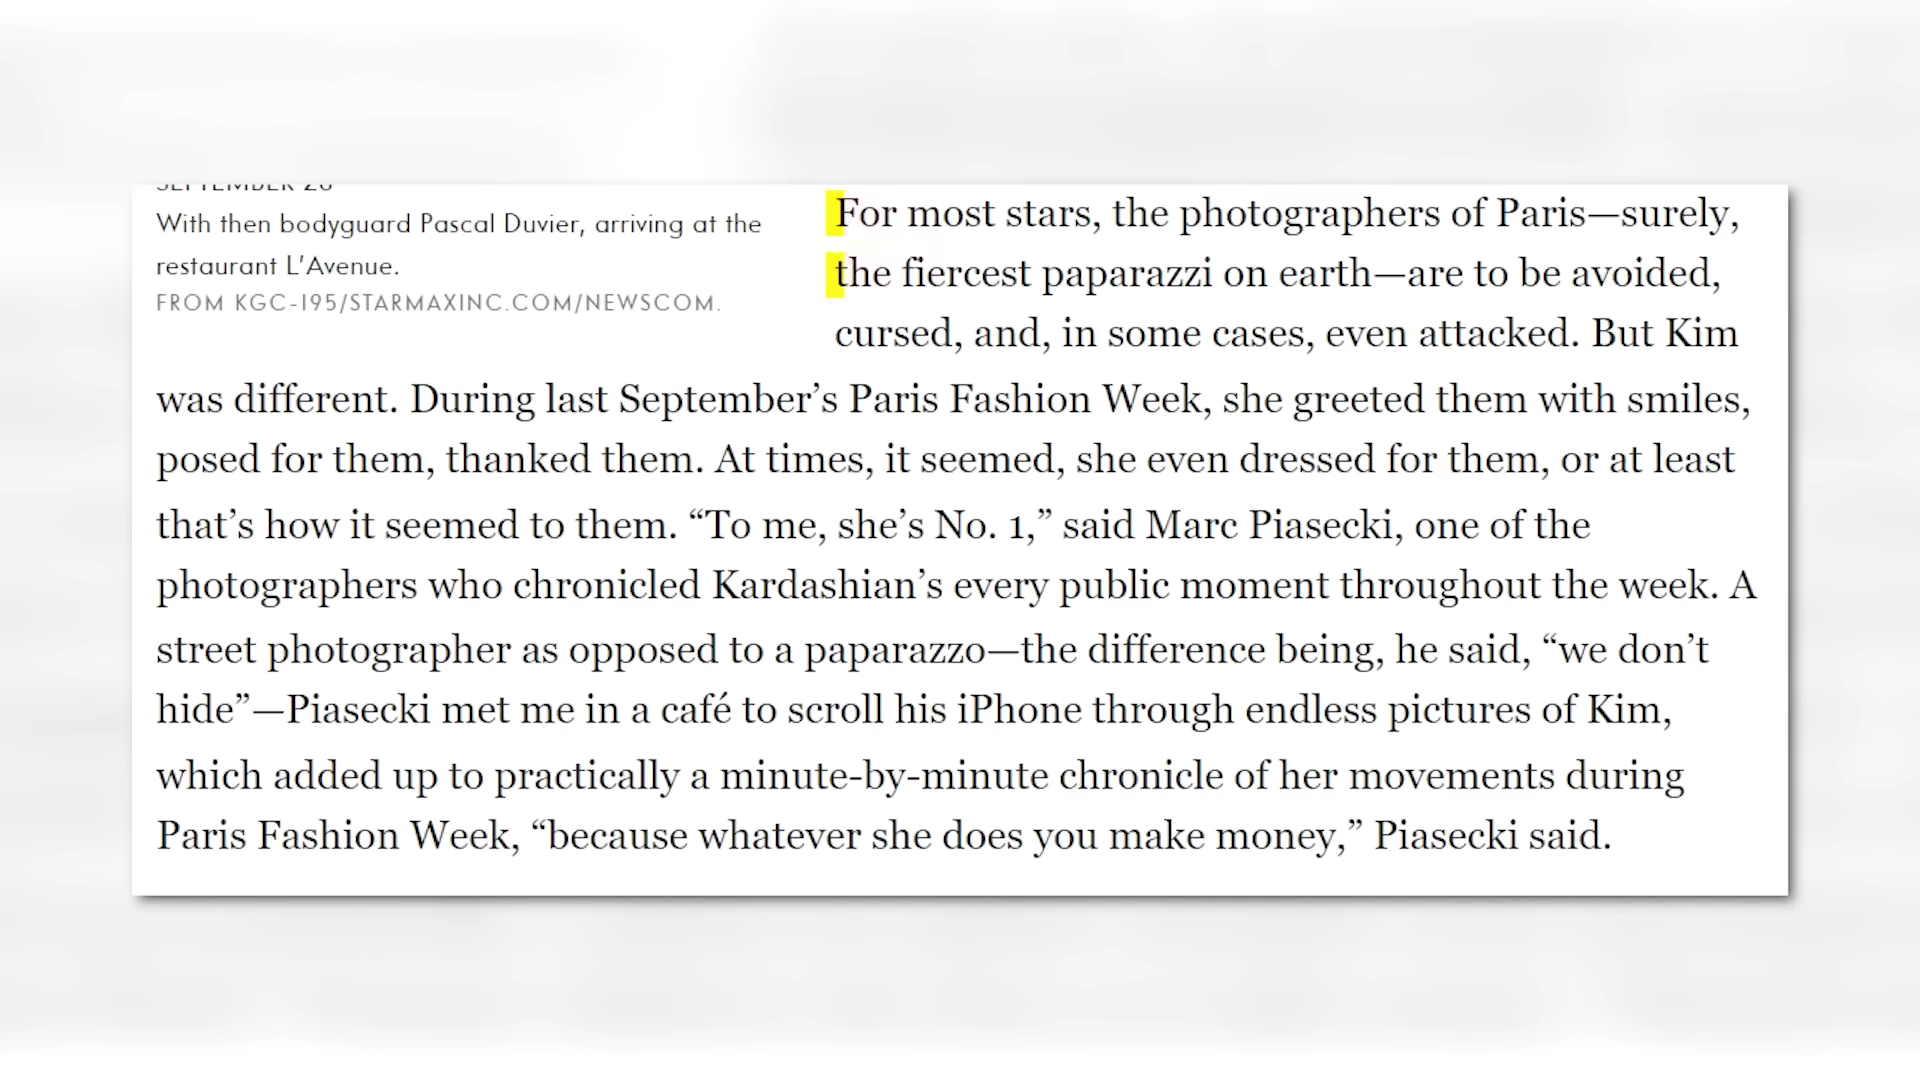 SEPTEMBER 28
With then bodyguard Pascal Duvier, arriving at the
restaurant L’Avenue.
FROM KGC-195/STARMAXINC.COM/NEWSCOM.
For most stars, the photographers of Paris—surely,
the fiercest paparazzi on earth—are to be avoided,
cursed, and, in some cases, even attacked. But Kim
was different. During last September’s Paris Fashion Week, she greeted them with smiles,
posed for them, thanked them. At times, it seemed, she even dressed for them, or at least
that’s how it seemed to them. “To me, she’s No. 1,” said Marc Piasecki, one of the
photographers who chronicled Kardashian’s every public moment throughout the week. A
street photographer as opposed to a paparazzo—the difference being, he said, “we don’t
hide”—Piasecki met me in a café to scroll his iPhone through endless pictures of Kim,
which added up to practically a minute-by-minute chronicle of her movements during
Paris Fashion Week, “because whatever she does you make money,” Piasecki said.